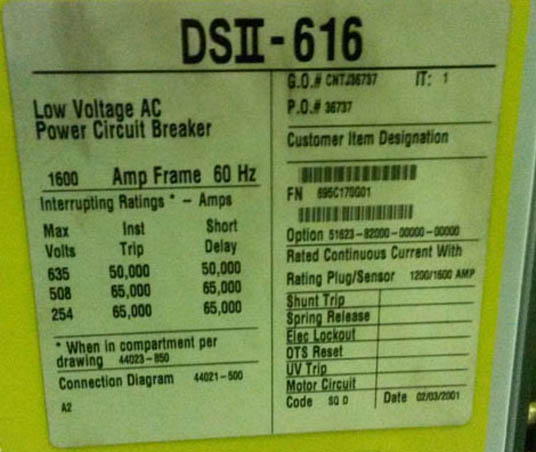 DSII-616
Low Voltage AC
Power Circuit Breaker
1600 Amp Frame 60 Hz
Interrupting Ratings * - Amps
Max Inst Short
Volts Trip Delay
635 50,000 50,000
508 65,000 65,000
254 65,000 65,000
* When in compartment per
drawing 44023-850
Connection Diagram 44021-500
A2
G.O.# CNTJ36737 IT: 1
P.O.# 36737
Customer Item Designation
FN 695C170G01
Option 51623-82000-00000-00000
Rated Continuous Current With
Rating Plug/Sensor 1200/1600 AMP
Shunt Trip
Spring Release
Elec Lockout
OTS Reset
UV Trip
Motor Circuit
Code SQ D Date 02/03/2001